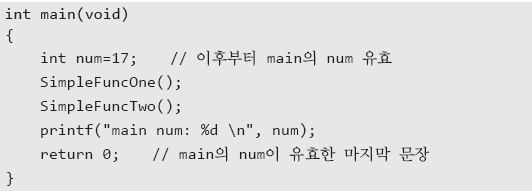 int main(void)
{
    int num=17;    // 이후부터 main의 num 유효
    SimpleFuncOne();
    SimpleFuncTwo();
    printf("main num: %d \n", num);
    return 0;    // main의 num이 유효한 마지막 문장
}